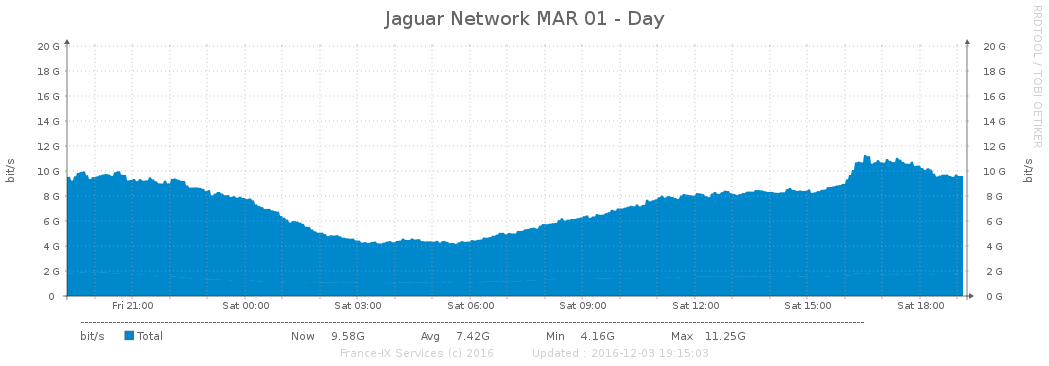 Jaguar Network MAR 01 - Day
RRDTOOL / TOBI OETIKER
bit/s
20 G 20 G
18 G 18 G
16 G 16 G
14 G 14 G
12 G 12 G
10 G 10 G
8 G 8 G
6 G 6 G
4 G 4 G
2 G 2 G
0 0 G
bit/s
Fri 21:00 Sat 00:00 Sat 03:00 Sat 06:00 Sat 09:00 Sat 12:00 Sat 15:00 Sat 18:00
bit/s Total Now 9.58G Avg 7.42G Min 4.16G Max 11.25G
France-IX Services (c) 2016 Updated : 2016-12-03 19:15:03